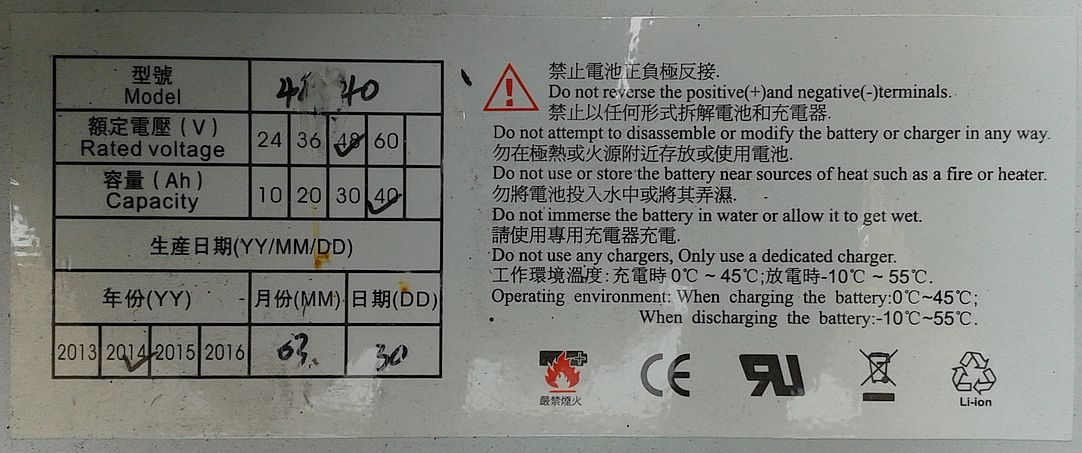 型號
Model
48 40
額定電壓(V)
Rated voltage
24 36 48 60
容量(Ah)
Capacity
10 20 30 40
生産日期(YY/MM/DD)
年份(YY) 月份(MM) 日期(DD)
2013 2014 2015 2016 03. 30
禁止電池正負極反接.
Do not reverse the positive(+)and negative(-)terminals.
禁止以任何形式拆解電池和充電器.
Do not attempt to disassemble or modify the battery or charger in any way.
勿在極熱或火源附近存放或使用電池.
Do not use or store the battery near sources of heat such as a fire or heater.
勿將電池投入水中或將其弄濕.
Do not immerse the battery in water or allow it to get wet.
請使用專用充電器充電.
Do not use any chargers, Only use a dedicated charger.
工作環境溫度:充電時0℃ ~ 45℃;放電時-10℃ ~ 55℃.
Operating environment: When charging the battery:0℃~45℃;
When discharging the battery:-10℃~55℃.
嚴禁煙火
CE
Li-ion